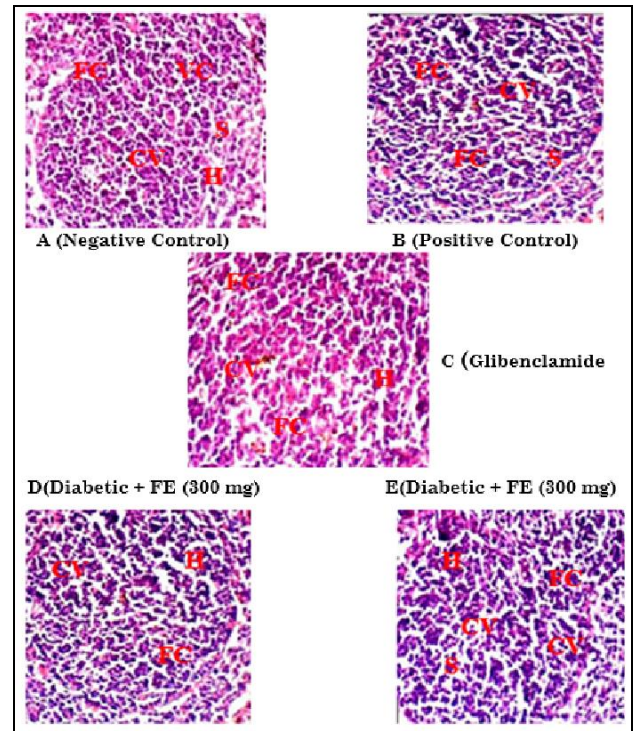 FC VC
S
CV
H
A (Negative Control)
FC
CV
FC S
B (Positive Control)
FC
CV
H
FC
C (Glibenclamide
D(Diabetic + FE (300 mg)
E(Diabetic + FE (300 mg)
CV H
FC
H
FC
CV
CV
S